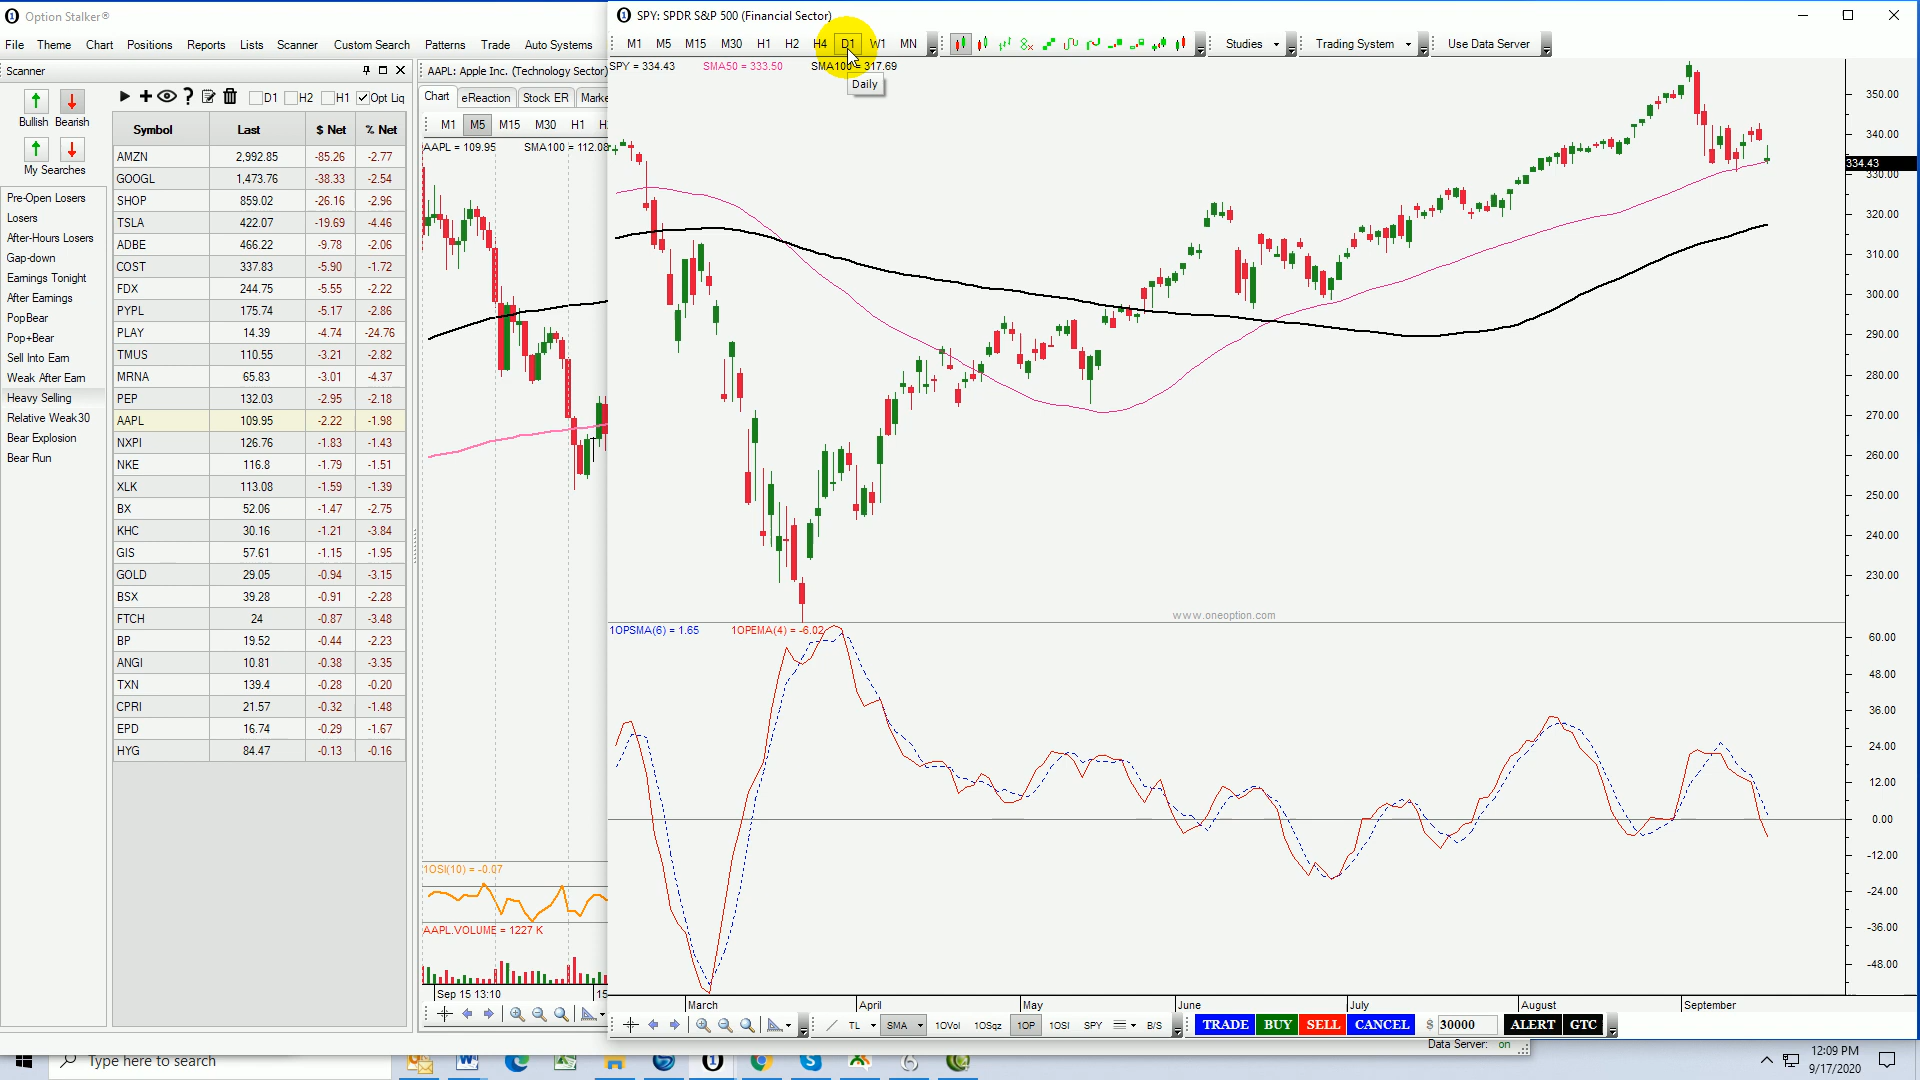 Option Stalker®
File Theme Chart Positions Reports Lists Scanner Custom Search Patterns Trade Auto Systems
Scanner
D1 H2 H1 Opt Liq
Bullish Bearish
My Searches
Pre-Open Losers
Losers
After-Hours Losers
Gap-down
Earnings Tonight
After Earnings
PopBear
Pop+Bear
Sell Into Earn
Weak After Earn
Heavy Selling
Relative Weak30
Bear Explosion
Bear Run
Symbol Last $ Net % Net
AMZN 2,992.85 -85.26 -2.77
GOOGL 1,473.76 -38.33 -2.54
SHOP 859.02 -26.16 -2.96
TSLA 422.07 -19.69 -4.46
ADBE 466.22 -9.78 -2.06
COST 337.83 -5.90 -1.72
FDX 244.75 -5.55 -2.22
PYPL 175.74 -5.17 -2.86
PLAY 14.39 -4.74 -24.76
TMUS 110.55 -3.21 -2.82
MRNA 65.83 -3.01 -4.37
PEP 132.03 -2.95 -2.18
AAPL 109.95 -2.22 -1.98
NXPI 126.76 -1.83 -1.43
NKE 116.8 -1.79 -1.51
XLK 113.08 -1.59 -1.39
BX 52.06 -1.47 -2.75
KHC 30.16 -1.21 -3.84
GIS 57.61 -1.15 -1.95
GOLD 29.05 -0.94 -3.15
BSX 39.28 -0.91 -2.28
FTCH 24 -0.87 -3.48
BP 19.52 -0.44 -2.23
ANGI 10.81 -0.38 -3.35
TXN 139.4 -0.28 -0.20
CPRI 21.57 -0.32 -1.48
EPD 16.74 -0.29 -1.67
HYG 84.47 -0.13 -0.16
AAPL: Apple Inc. (Technology Sector)
Chart eReaction Stock ER Marke
M1 M5 M15 M30 H1
AAPL = 109.95 SMA100 = 112.08
1OSI(10) = -0.07
AAPL.VOLUME = 1227 K
Sep 15 13:10 15
SPY: SPDR S&P 500 (Financial Sector)
M1 M5 M15 M30 H1 H2 H4 D1 W1 MN Studies Trading System Use Data Server
SPY = 334.43 SMA50 = 333.50 SMA100 = 317.69
Daily
350.00
340.00
334.43
330.00
320.00
310.00
300.00
290.00
280.00
270.00
260.00
250.00
240.00
230.00
www.oneoption.com
1OPSMA(6) = 1.65 1OPEMA(4) = -6.02
60.00
48.00
36.00
24.00
12.00
0.00
-12.00
-24.00
-36.00
-48.00
March April May June July August September
TL SMA 1OVol 1OSqz 1OP 1OSI SPY B/S TRADE BUY SELL CANCEL $ 30000 ALERT GTC
Data Server: on
Type here to search
12:09 PM
9/17/2020